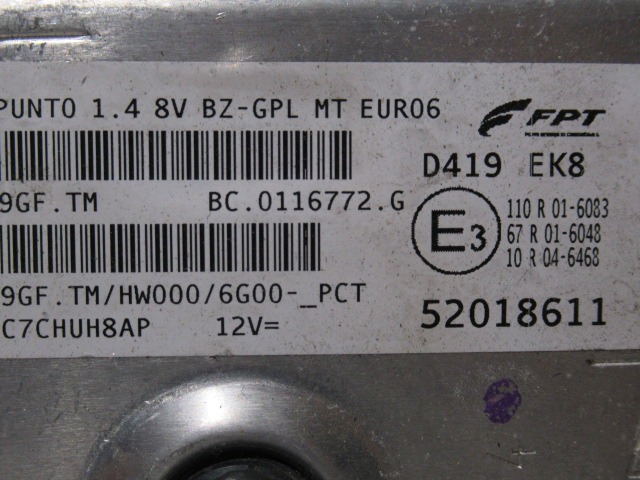 PUNTO 1.4 8V BZ-GPL MT EURO6
FPT
D419 EK8
9GF.TM BC.0116772.G
E3
110 R 01-6083
67 R 01-6048
10 R 04-6468
9GF.TM/HW000/6G00-_PCT
C7CHUH8AP 12V=
52018611